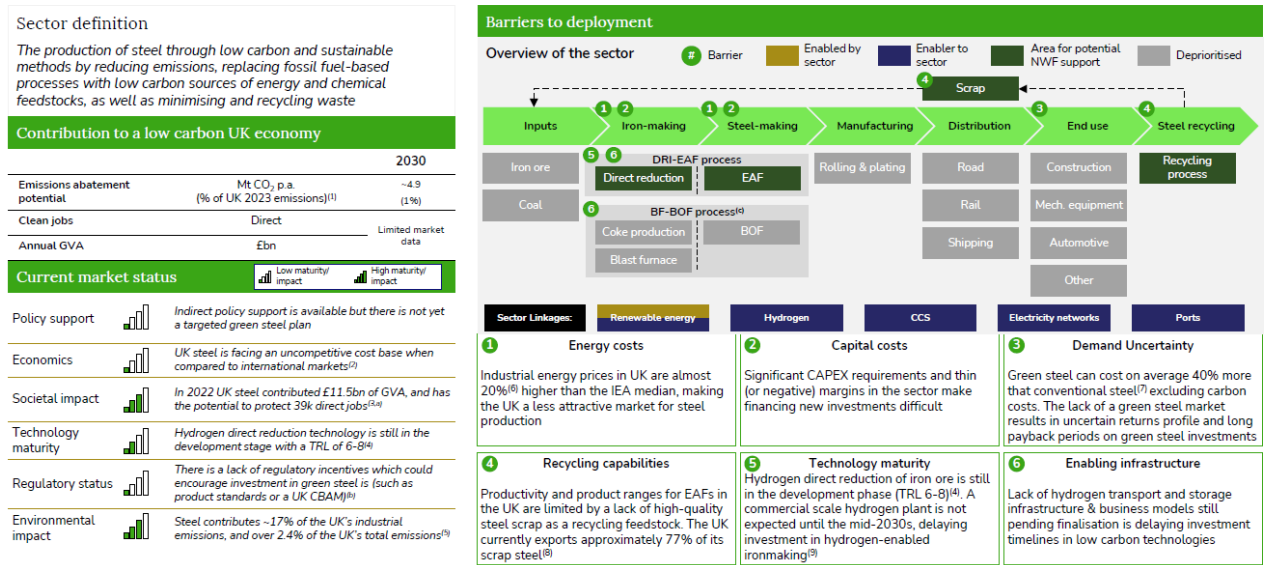 Sector definition
The production of steel through low carbon and sustainable
methods by reducing emissions, replacing fossil fuel-based
processes with low carbon sources of energy and chemical
feedstocks, as well as minimising and recycling waste
Contribution to a low carbon UK economy
2030
Emissions abatement
potential
Mt CO₂ p.a.
(% of UK 2023 emissions)(1)
~4.9
(1%)
Clean jobs
Direct
Limited market
data
Annual GVA
£bn
Current market status
Low maturity/
impact
High maturity/
impact
Policy support
Indirect policy support is available but there is not yet
a targeted green steel plan
Economics
UK steel is facing an uncompetitive cost base when
compared to international markets(2)
Societal impact
In 2022 UK steel contributed £11.5bn of GVA, and has
the potential to protect 39k direct jobs(3,a)
Technology
maturity
Hydrogen direct reduction technology is still in the
development stage with a TRL of 6-8(4)
Regulatory status
There is a lack of regulatory incentives which could
encourage investment in green steel is (such as
product standards or a UK CBAM)(b)
Environmental
impact
Steel contributes ~17% of the UK's industrial
emissions, and over 2.4% of the UK's total emissions(5)
Barriers to deployment
Overview of the sector
# Barrier
Enabled by
sector
Enabler to
sector
Area for potential
NWF support
Deprioritised
4 Scrap
Inputs
1 2 Iron-making
1 2 Steel-making
Manufacturing
Distribution
3 End use
4 Steel recycling
Iron ore
Coal
5 6 DRI-EAF process
Direct reduction
EAF
6 BF-BOF process(c)
Coke production
BOF
Blast furnace
Rolling & plating
Road
Rail
Shipping
Construction
Mech. equipment
Automotive
Other
Recycling
process
Sector Linkages:
Renewable energy
Hydrogen
CCS
Electricity networks
Ports
1 Energy costs
Industrial energy prices in UK are almost
20%(6) higher than the IEA median, making
the UK a less attractive market for steel
production
2 Capital costs
Significant CAPEX requirements and thin
(or negative) margins in the sector make
financing new investments difficult
3 Demand Uncertainty
Green steel can cost on average 40% more
that conventional steel(7) excluding carbon
costs. The lack of a green steel market
results in uncertain returns profile and long
payback periods on green steel investments
4 Recycling capabilities
Productivity and product ranges for EAFs in
the UK are limited by a lack of high-quality
steel scrap as a recycling feedstock. The UK
currently exports approximately 77% of its
scrap steel(8)
5 Technology maturity
Hydrogen direct reduction of iron ore is still
in the development phase (TRL 6-8)(4). A
commercial scale hydrogen plant is not
expected until the mid-2030s, delaying
investment in hydrogen-enabled
ironmaking(9)
6 Enabling infrastructure
Lack of hydrogen transport and storage
infrastructure & business models still
pending finalisation is delaying investment
timelines in low carbon technologies